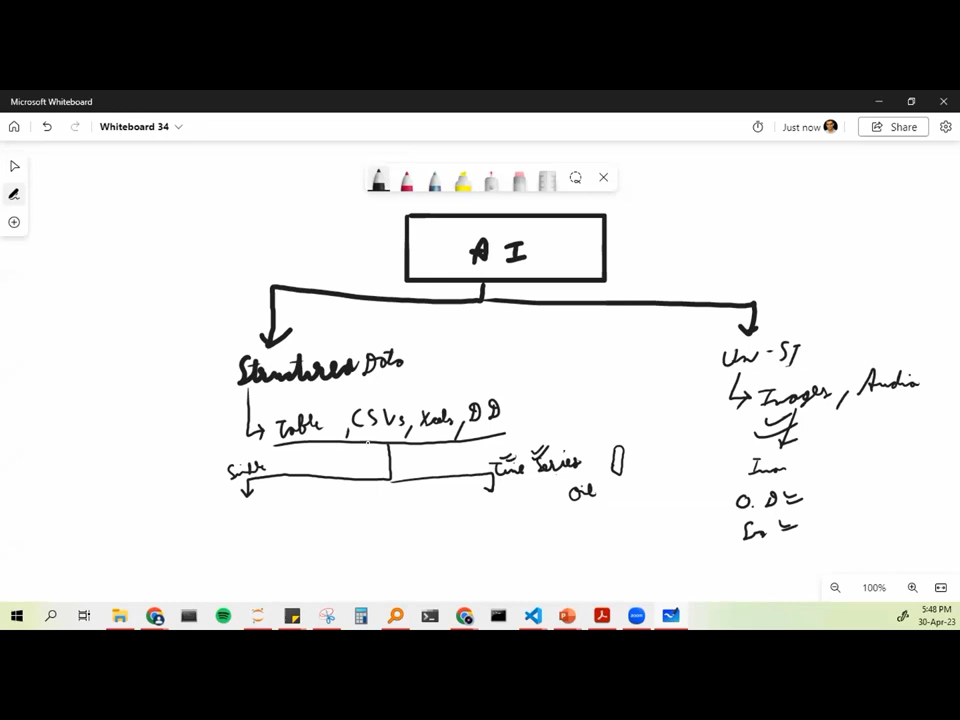 Microsoft Whiteboard
Whiteboard 34
Just now
Share
AI
Structured Data
Un-ST
Table, CSVs, Xcels, DB
Images, Audio
Time Series
Oil
O. D
100%
5:48 PM
30-Apr-23